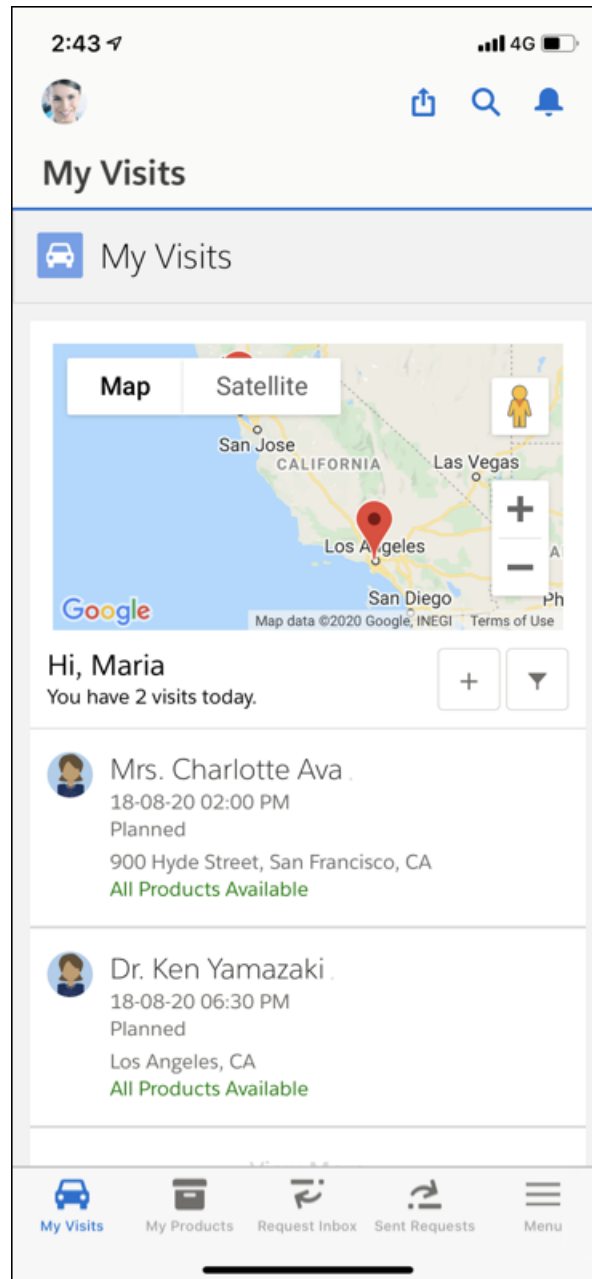 2:43
4G
My Visits
My Visits
Map Satellite
San Jose
CALIFORNIA
Las Vegas
Los Angeles
San Diego
Ph
Google
Map data ©2020 Google, INEGI Terms of Use
Hi, Maria
You have 2 visits today.
Mrs. Charlotte Ava
18-08-20 02:00 PM
Planned
900 Hyde Street, San Francisco, CA
All Products Available
Dr. Ken Yamazaki
18-08-20 06:30 PM
Planned
Los Angeles, CA
All Products Available
My Visits My Products Request Inbox Sent Requests Menu